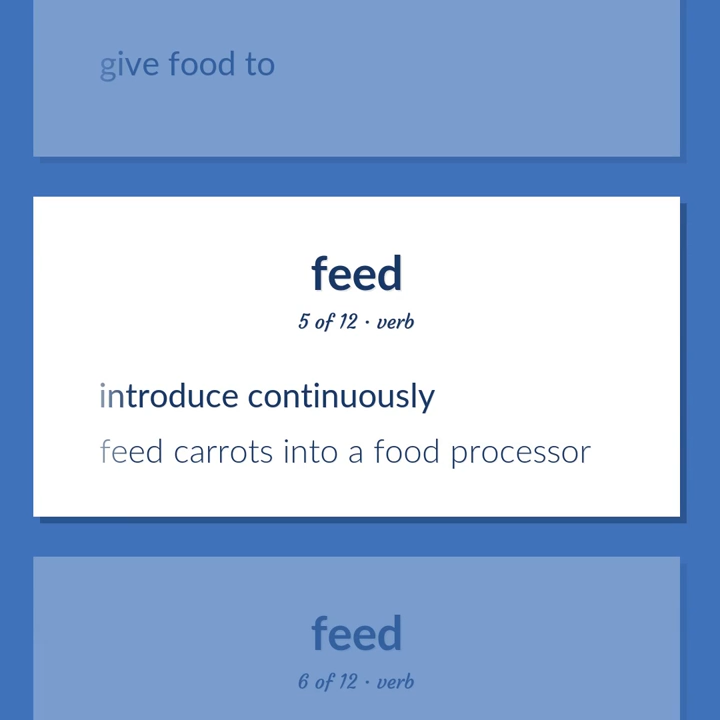 give food to
feed
5 of 12 · verb
introduce continuously
feed carrots into a food processor
feed
6 of 12 · verb